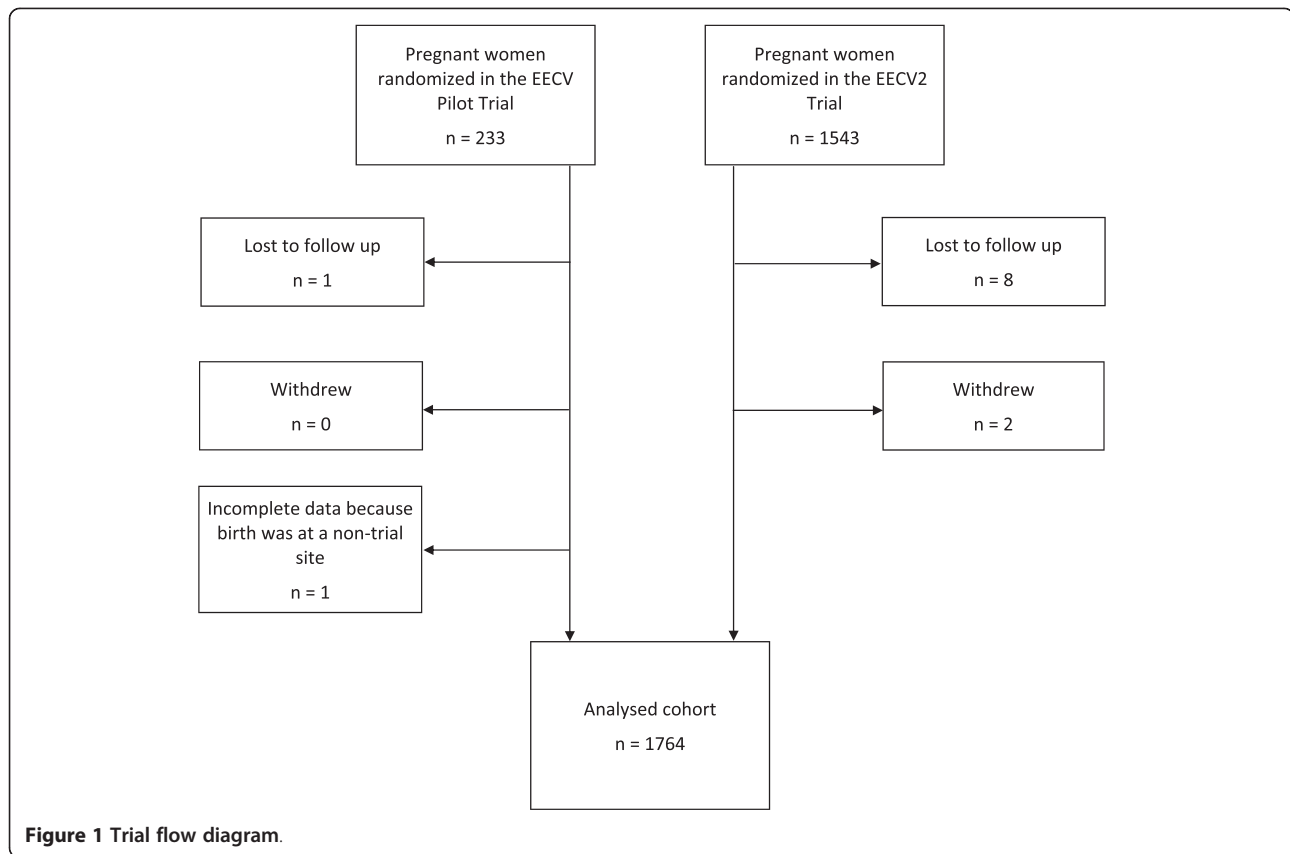 Pregnant women
randomized in the EECV
Pilot Trial
n = 233
Pregnant women
randomized in the EECV2
Trial
n = 1543
Lost to follow up
n = 1
Lost to follow up
n = 8
Withdrew
n = 0
Withdrew
n = 2
Incomplete data because
birth was at a non-trial
site
n = 1
Analysed cohort
n = 1764
Figure 1 Trial flow diagram.